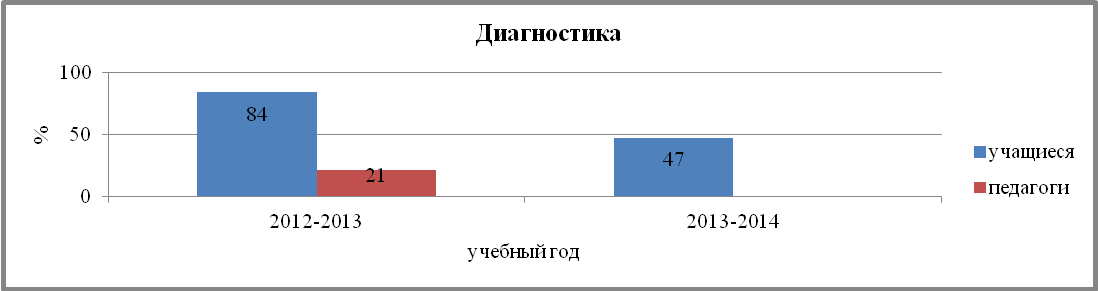 Диагностика
100
50
0
%
84
21
47
2012-2013
2013-2014
учебный год
учащиеся
педагоги